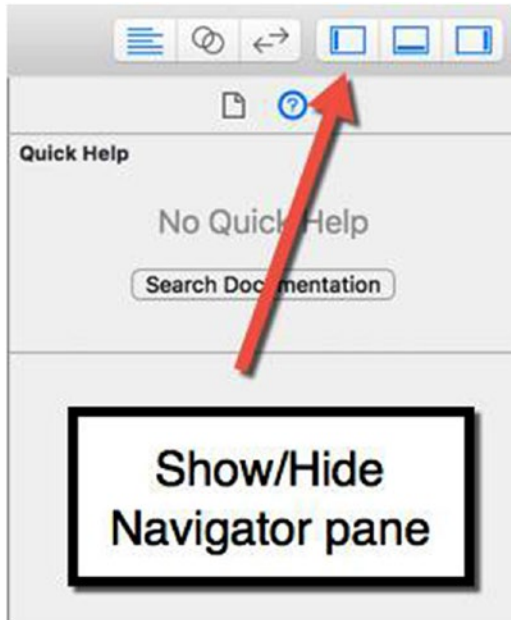 Quick Help
No Quick Help
Search Documentation
Show/Hide
Navigator pane